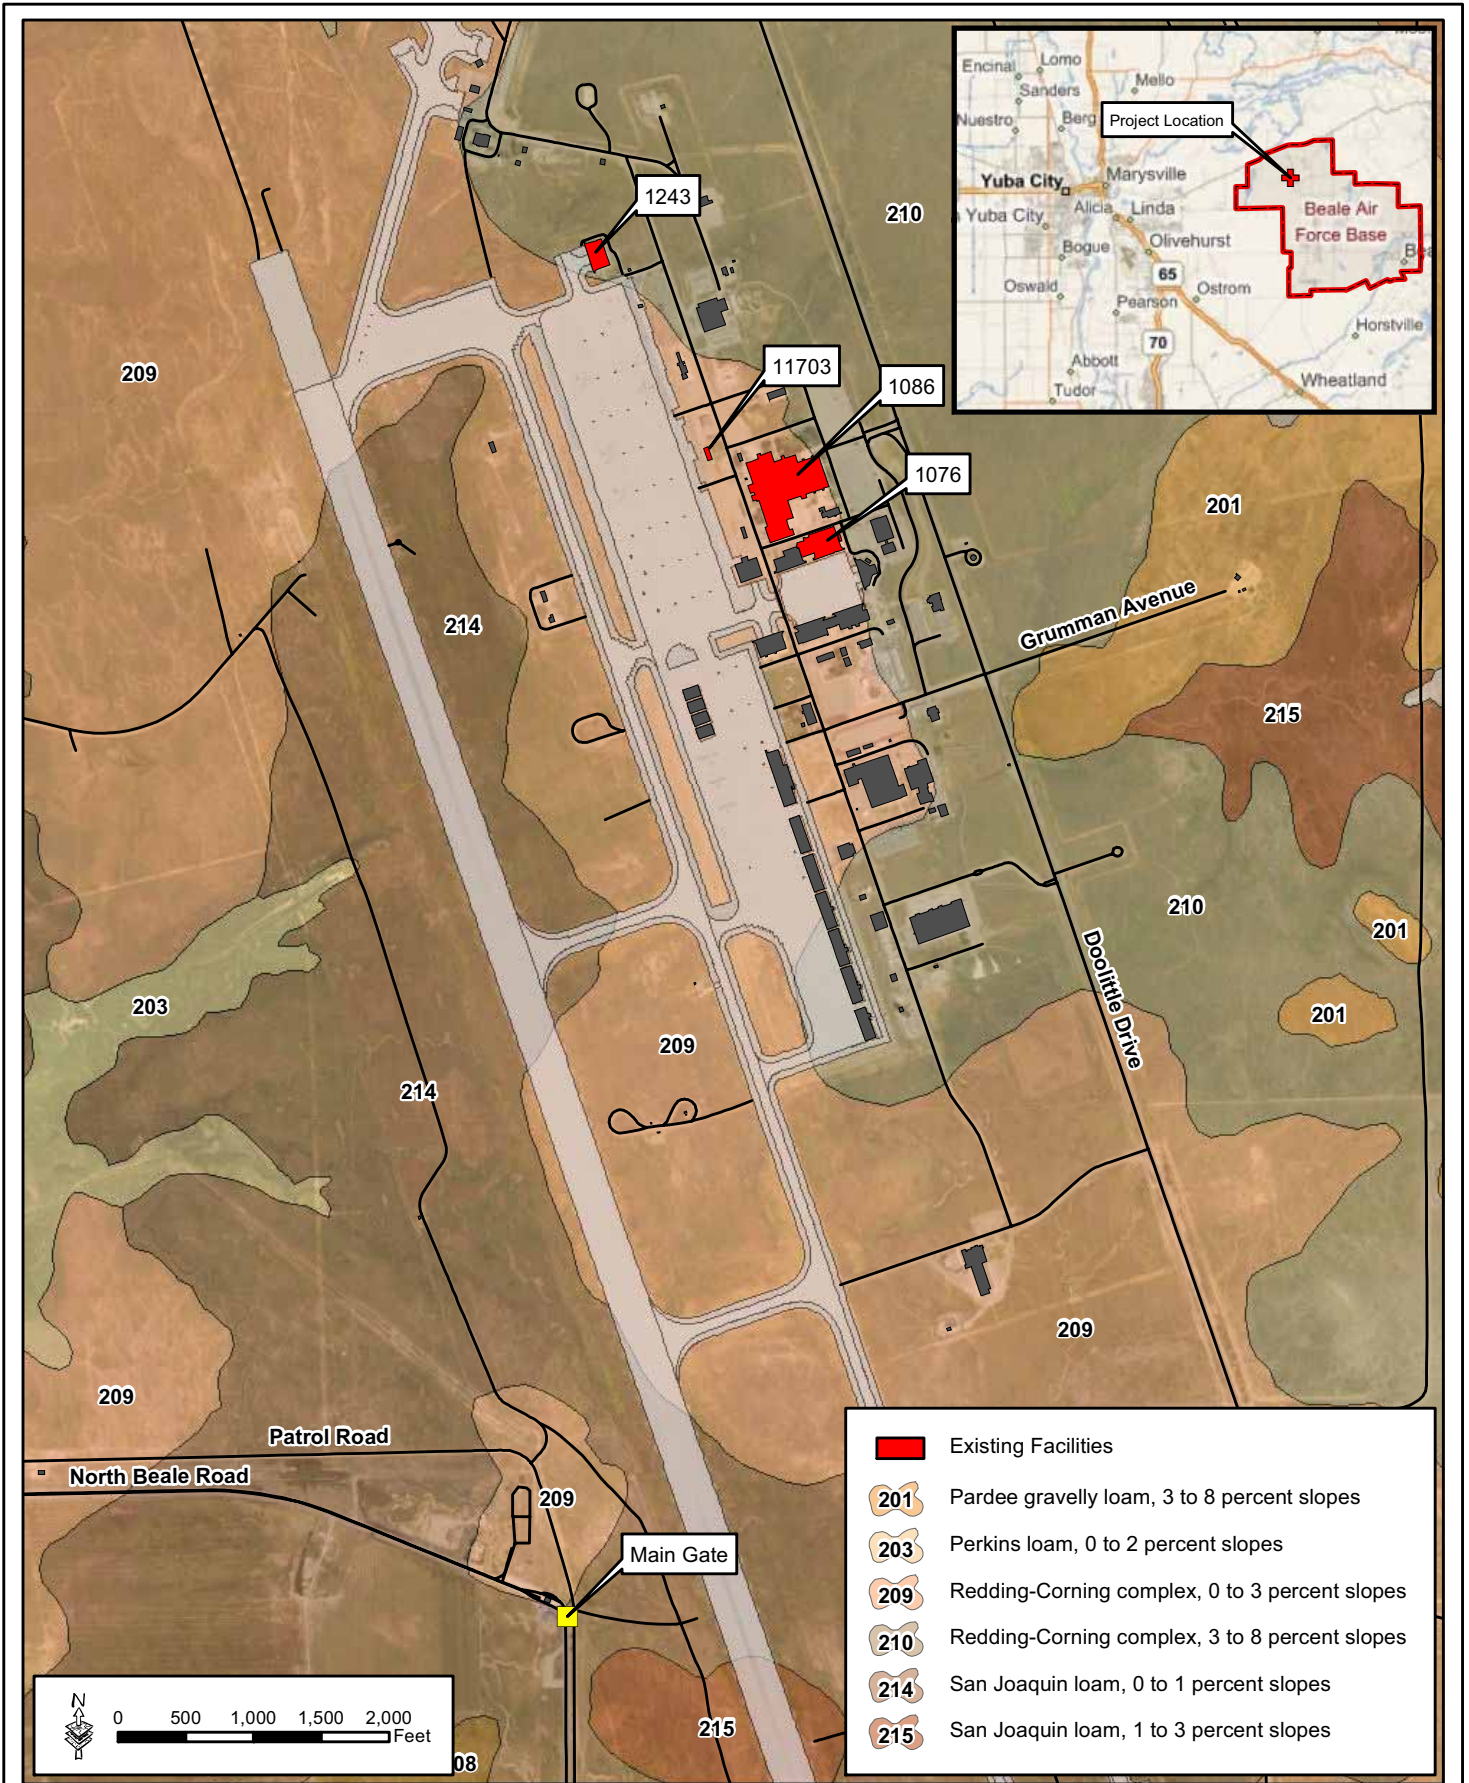 Encinal
Lomo
Sanders
Mello
Nuestro
Berg
Project Location
Yuba City
Marysville
Yuba City
Alicia
Linda
Beale Air
Force Base
Bogue
Olivehurst
65
Oswald
Ostrom
Pearson
70
Horstville
Abbott
Wheatland
Tudor
1243
210
209
11703
1086
1076
201
Grumman Avenue
214
215
210
201
Doolittle Drive
203
201
209
214
209
209
Patrol Road
North Beale Road
209
Main Gate
215
08
Existing Facilities
201 Pardee gravelly loam, 3 to 8 percent slopes
203 Perkins loam, 0 to 2 percent slopes
209 Redding-Corning complex, 0 to 3 percent slopes
210 Redding-Corning complex, 3 to 8 percent slopes
214 San Joaquin loam, 0 to 1 percent slopes
215 San Joaquin loam, 1 to 3 percent slopes
N
0 500 1,000 1,500 2,000
Feet